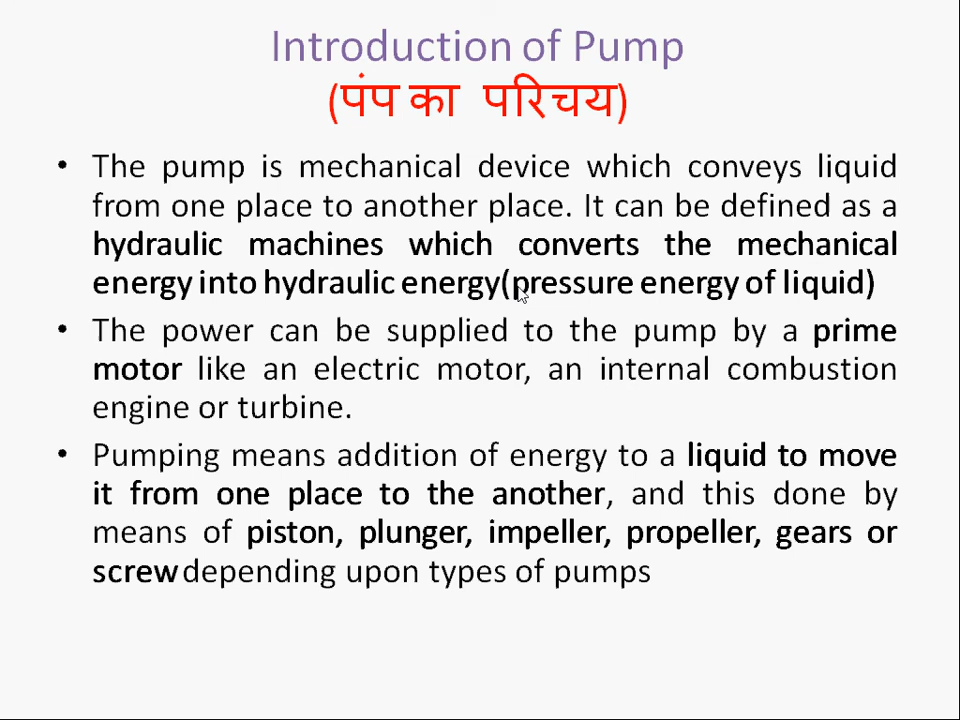 Introduction of Pump
(पंप का परिचय)
• The pump is mechanical device which conveys liquid
from one place to another place. It can be defined as a
hydraulic machines which converts the mechanical
energy into hydraulic energy(pressure energy of liquid)
• The power can be supplied to the pump by a prime
motor like an electric motor, an internal combustion
engine or turbine.
• Pumping means addition of energy to a liquid to move
it from one place to the another, and this done by
means of piston, plunger, impeller, propeller, gears or
screw depending upon types of pumps